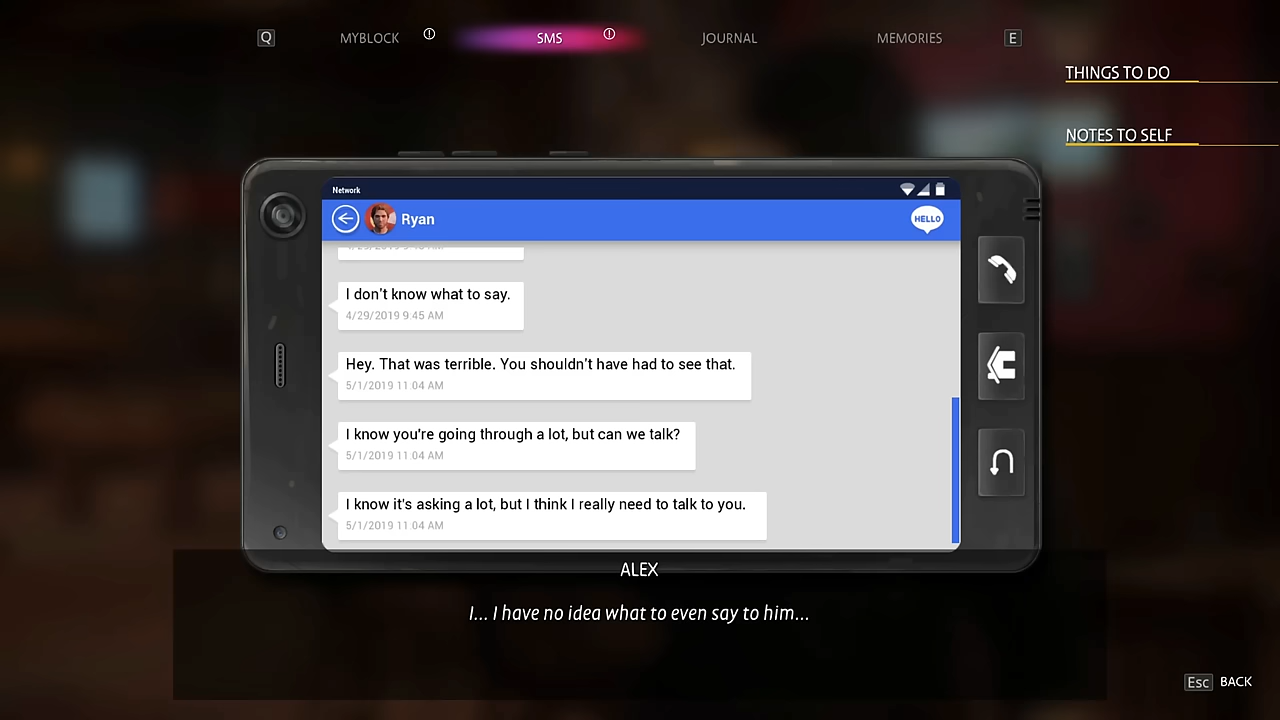 Q
MYBLOCK
SMS
JOURNAL
MEMORIES
E
THINGS TO DO
NOTES TO SELF
Network
Ryan
HELLO
I don't know what to say.
4/29/2019 9.45 AM
Hey. That was terrible. You shouldn't have had to see that.
5/1/2019 11.04 AM
I know you're going through a lot, but can we talk?
5/1/2019 11.04 AM
I know it's asking a lot, but I think I really need to talk to you.
5/1/2019 11.04 AM
ALEX
I... I have no idea what to even say to him...
Esc BACK